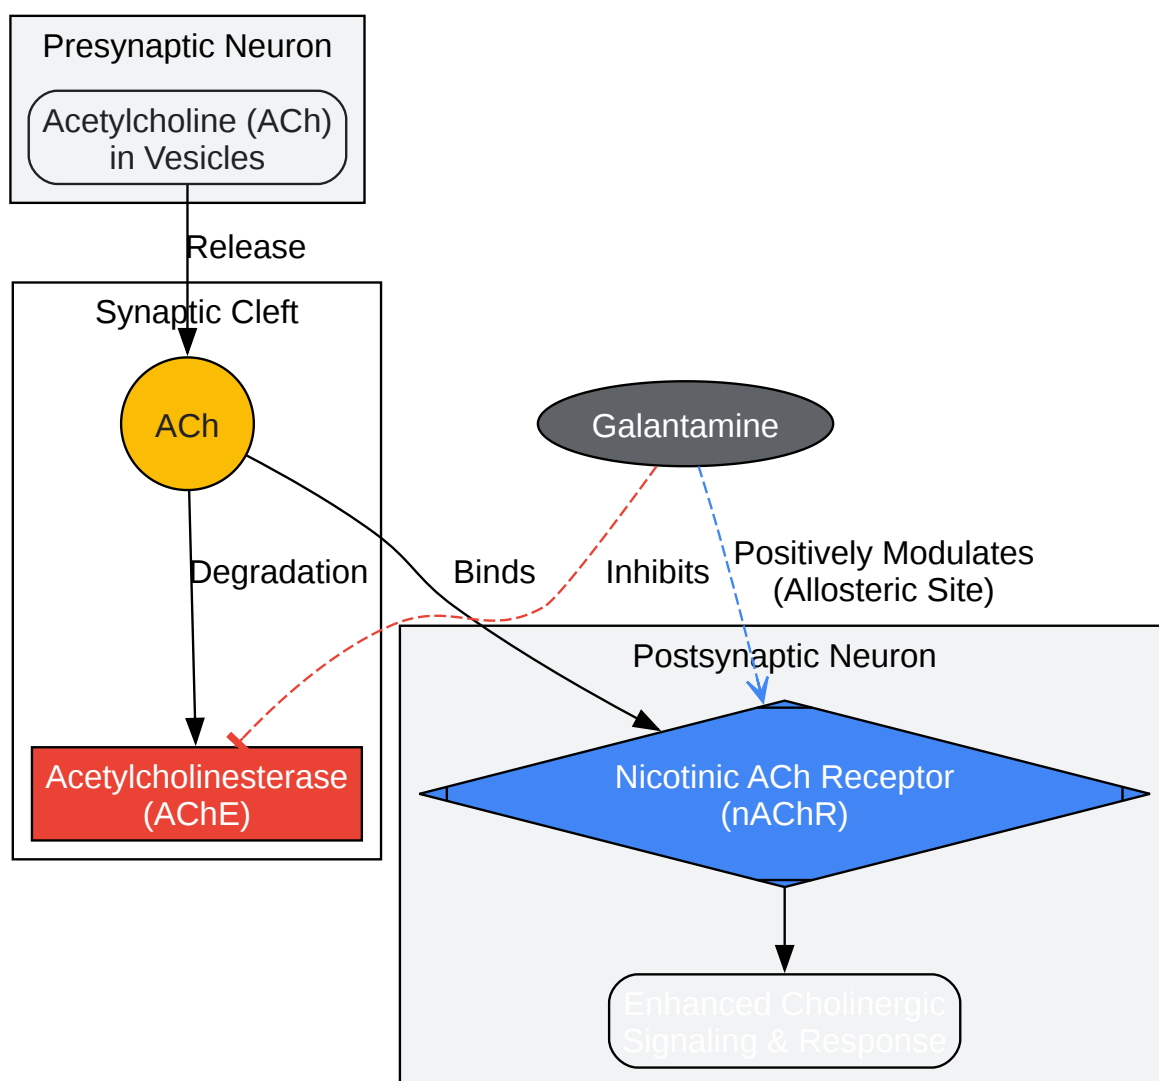 Presynaptic Neuron
Acetylcholine (ACh)
in Vesicles
Release
Synaptic Cleft
ACh
Galantamine
Degradation
Binds
Inhibits
Positively Modulates
(Allosteric Site)
Postsynaptic Neuron
Acetylcholinesterase
(AChE)
Nicotinic ACh Receptor
(nAChR)
Enhanced Cholinergic
Signaling & Response